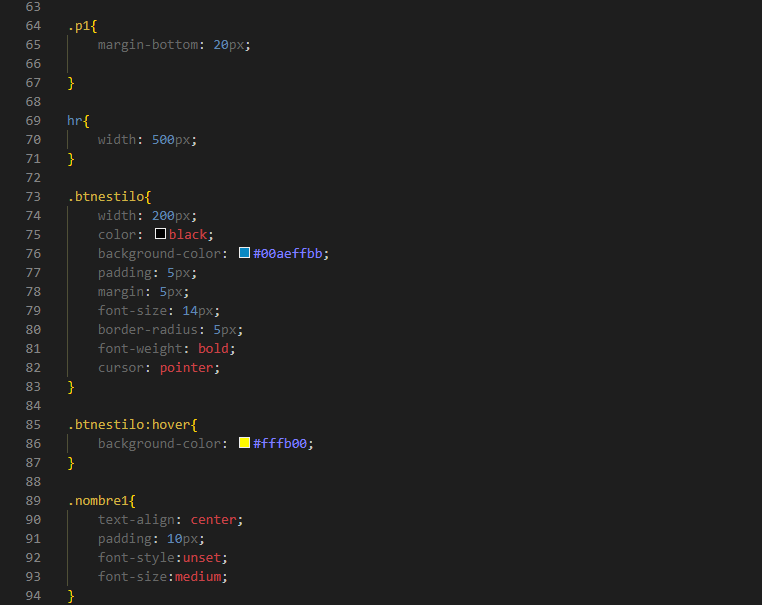 63
64 .p1{
65 margin-bottom: 20px;
66
67 }
68
69 hr{
70 width: 500px;
71 }
72
73 .btnestilo{
74 width: 200px;
75 color: black;
76 background-color: #00aeffbb;
77 padding: 5px;
78 margin: 5px;
79 font-size: 14px;
80 border-radius: 5px;
81 font-weight: bold;
82 cursor: pointer;
83 }
84
85 .btnestilo:hover{
86 background-color: #fffb00;
87 }
88
89 .nombre1{
90 text-align: center;
91 padding: 10px;
92 font-style:unset;
93 font-size:medium;
94 }